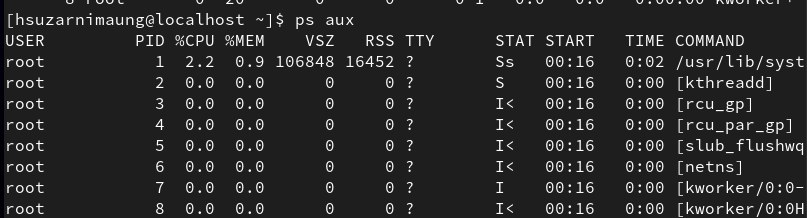 [hsuzarnimaung@localhost ~]$ ps aux
USER PID %CPU %MEM VSZ RSS TTY STAT START TIME COMMAND
root 1 2.2 0.9 106848 16452 ? Ss 00:16 0:02 /usr/lib/syst
root 2 0.0 0.0 0 0 ? S 00:16 0:00 [kthreadd]
root 3 0.0 0.0 0 0 ? I< 00:16 0:00 [rcu_gp]
root 4 0.0 0.0 0 0 ? I< 00:16 0:00 [rcu_par_gp]
root 5 0.0 0.0 0 0 ? I< 00:16 0:00 [slub_flushwq
root 6 0.0 0.0 0 0 ? I< 00:16 0:00 [netns]
root 7 0.0 0.0 0 0 ? I 00:16 0:00 [kworker/0:0-
root 8 0.0 0.0 0 0 ? I< 00:16 0:00 [kworker/0:0H